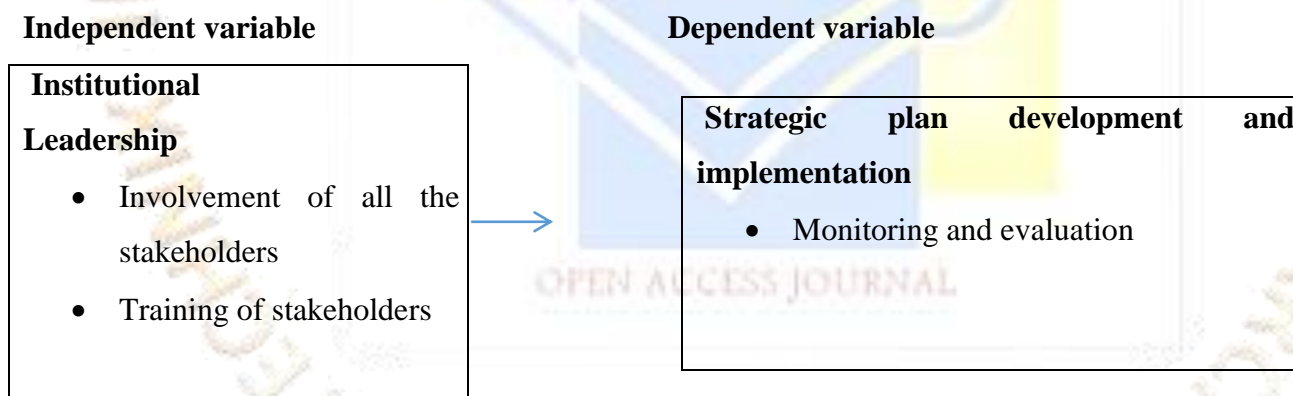 Independent variable
Dependent variable
Institutional
Leadership
• Involvement of all the
stakeholders
• Training of stakeholders
Strategic plan development and
implementation
• Monitoring and evaluation
OPEN ACCESS JOURNAL